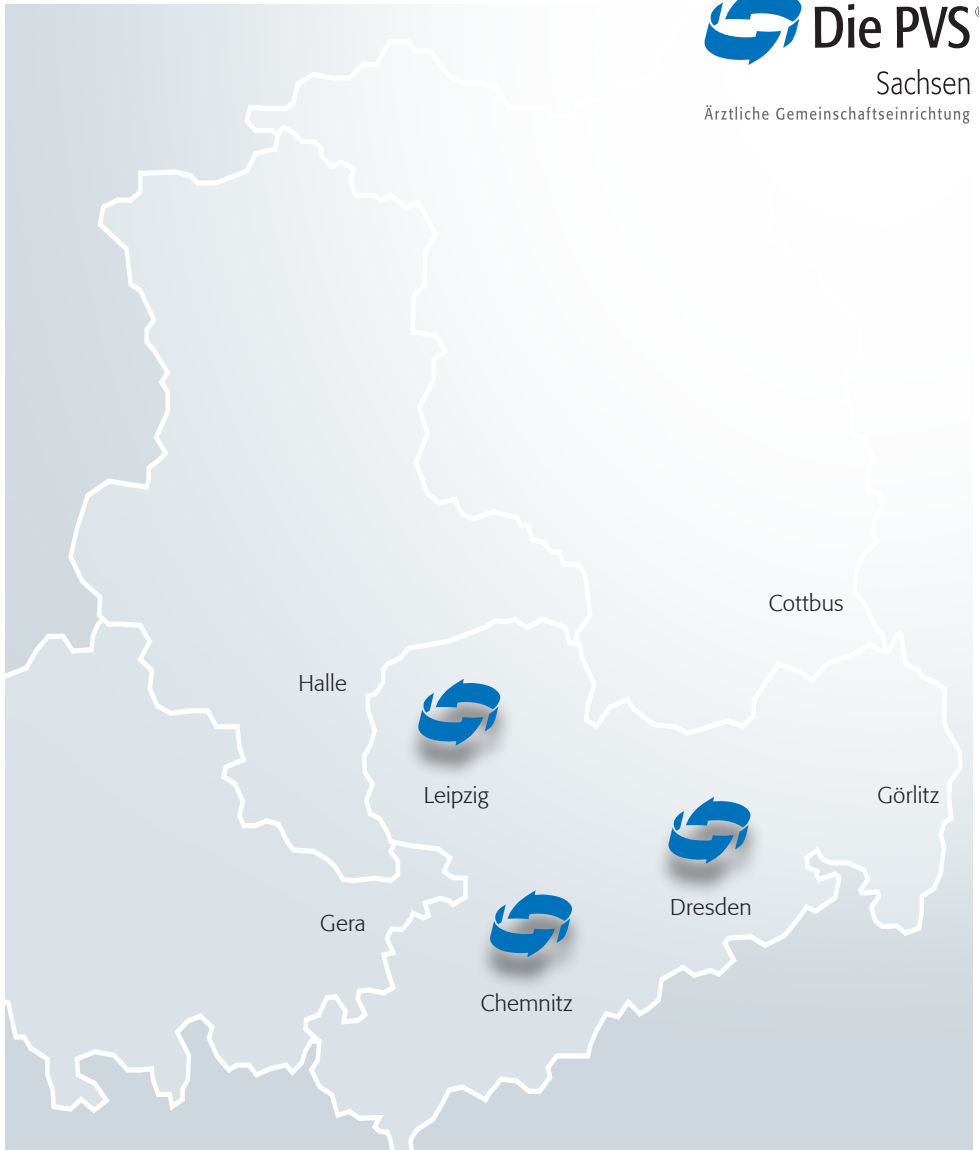 Die PVS®
Sachsen
Ärztliche Gemeinschaftseinrichtung
Cottbus
Halle
Leipzig
Görlitz
Dresden
Gera
Chemnitz